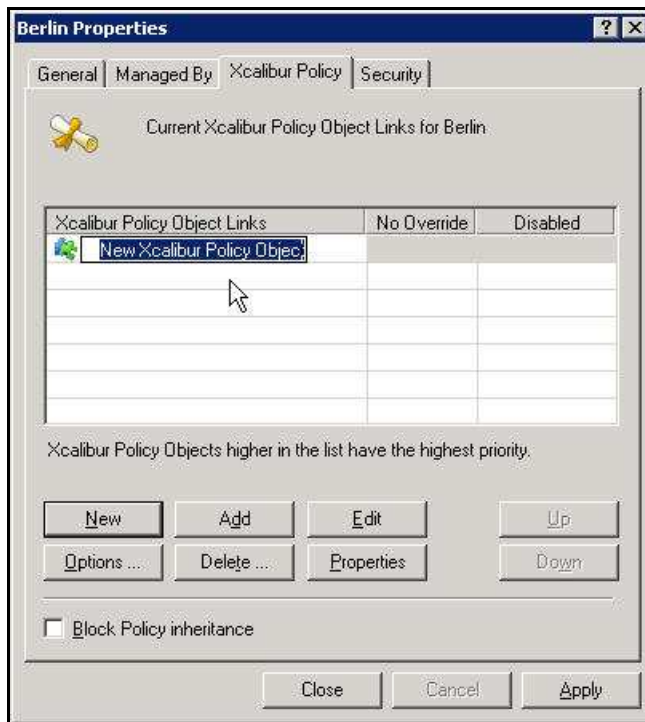 Berlin Properties
General Managed By Xcalibur Policy Security
Current Xcalibur Policy Object Links for Berlin
Xcalibur Policy Object Links No Override Disabled
New Xcalibur Policy Objec
Xcalibur Policy Objects higher in the list have the highest priority.
New Add Edit Up
Options ... Delete ... Properties Down
Block Policy inheritance
Close Cancel Apply